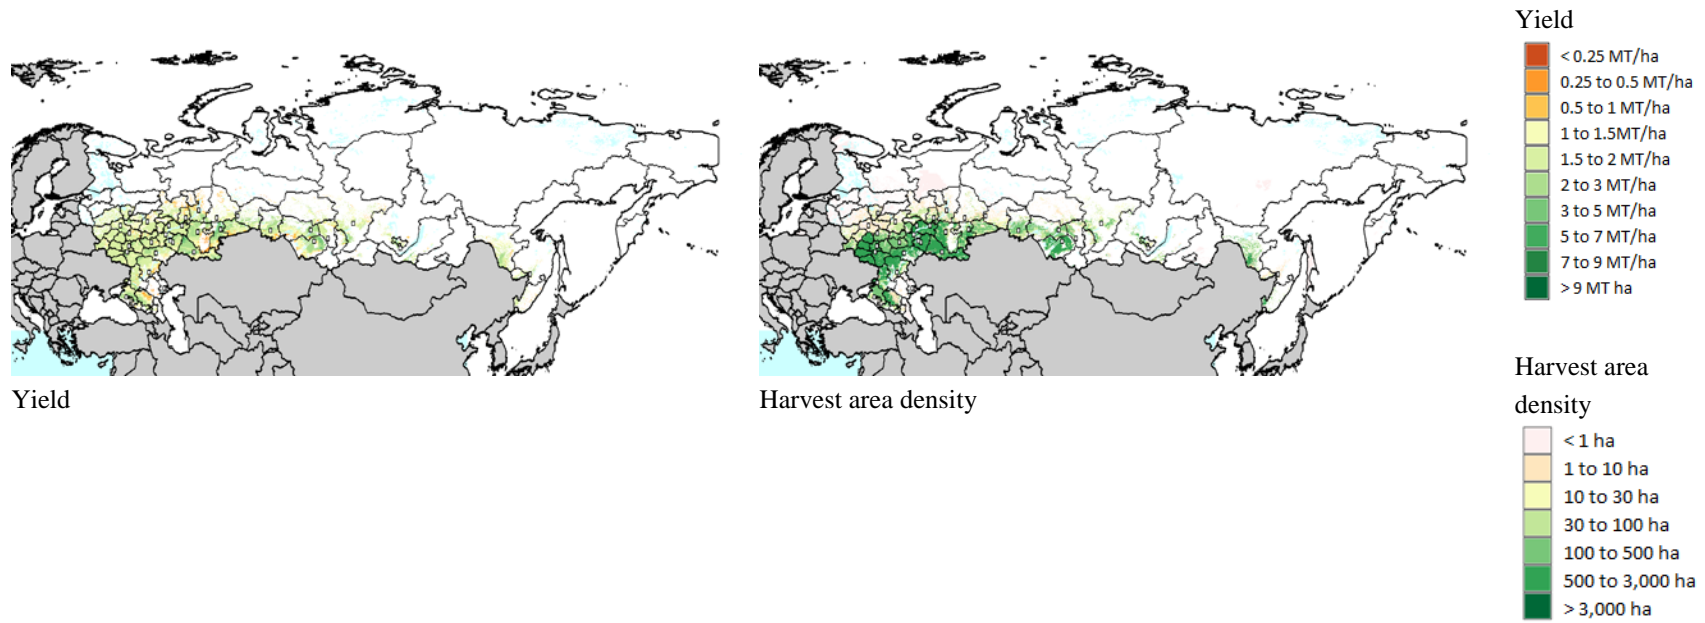 Yield
< 0.25 MT/ha
0.25 to 0.5 MT/ha
0.5 to 1 MT/ha
1 to 1.5MT/ha
1.5 to 2 MT/ha
2 to 3 MT/ha
3 to 5 MT/ha
5 to 7 MT/ha
7 to 9 MT/ha
> 9 MT ha
Yield
Harvest area density
Harvest area
density
< 1 ha
1 to 10 ha
10 to 30 ha
30 to 100 ha
100 to 500 ha
500 to 3,000 ha
> 3,000 ha